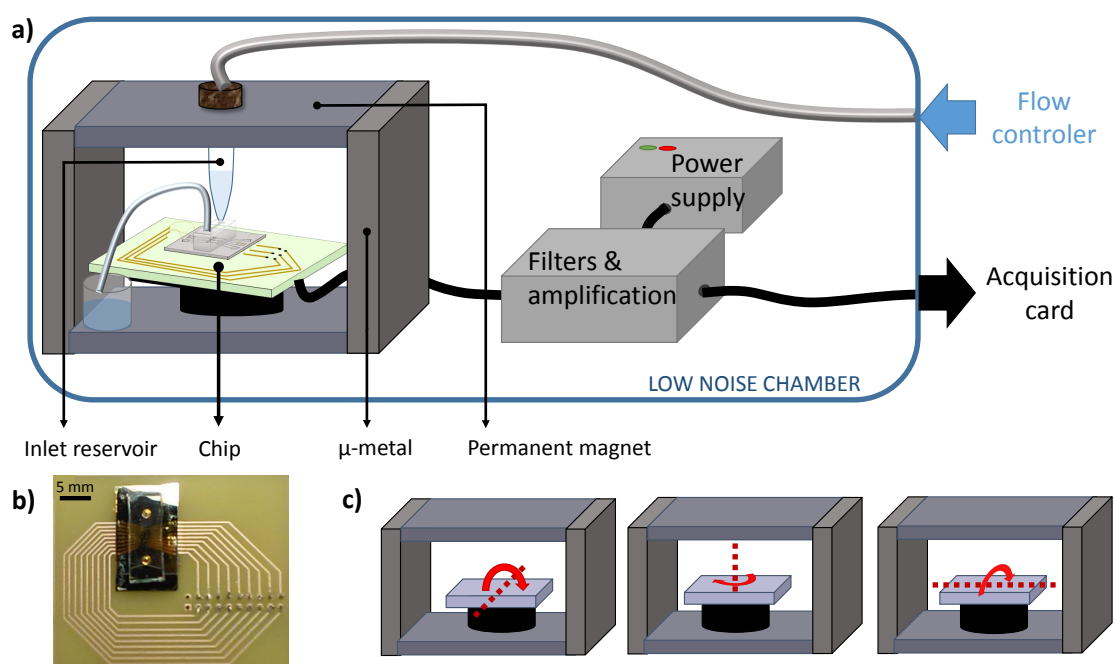 a)
Flow
controler
Power
supply
Filters &
amplification
Acquisition
card
LOW NOISE CHAMBER
Inlet reservoir
Chip
µ-metal
Permanent magnet
b)
5 mm
c)